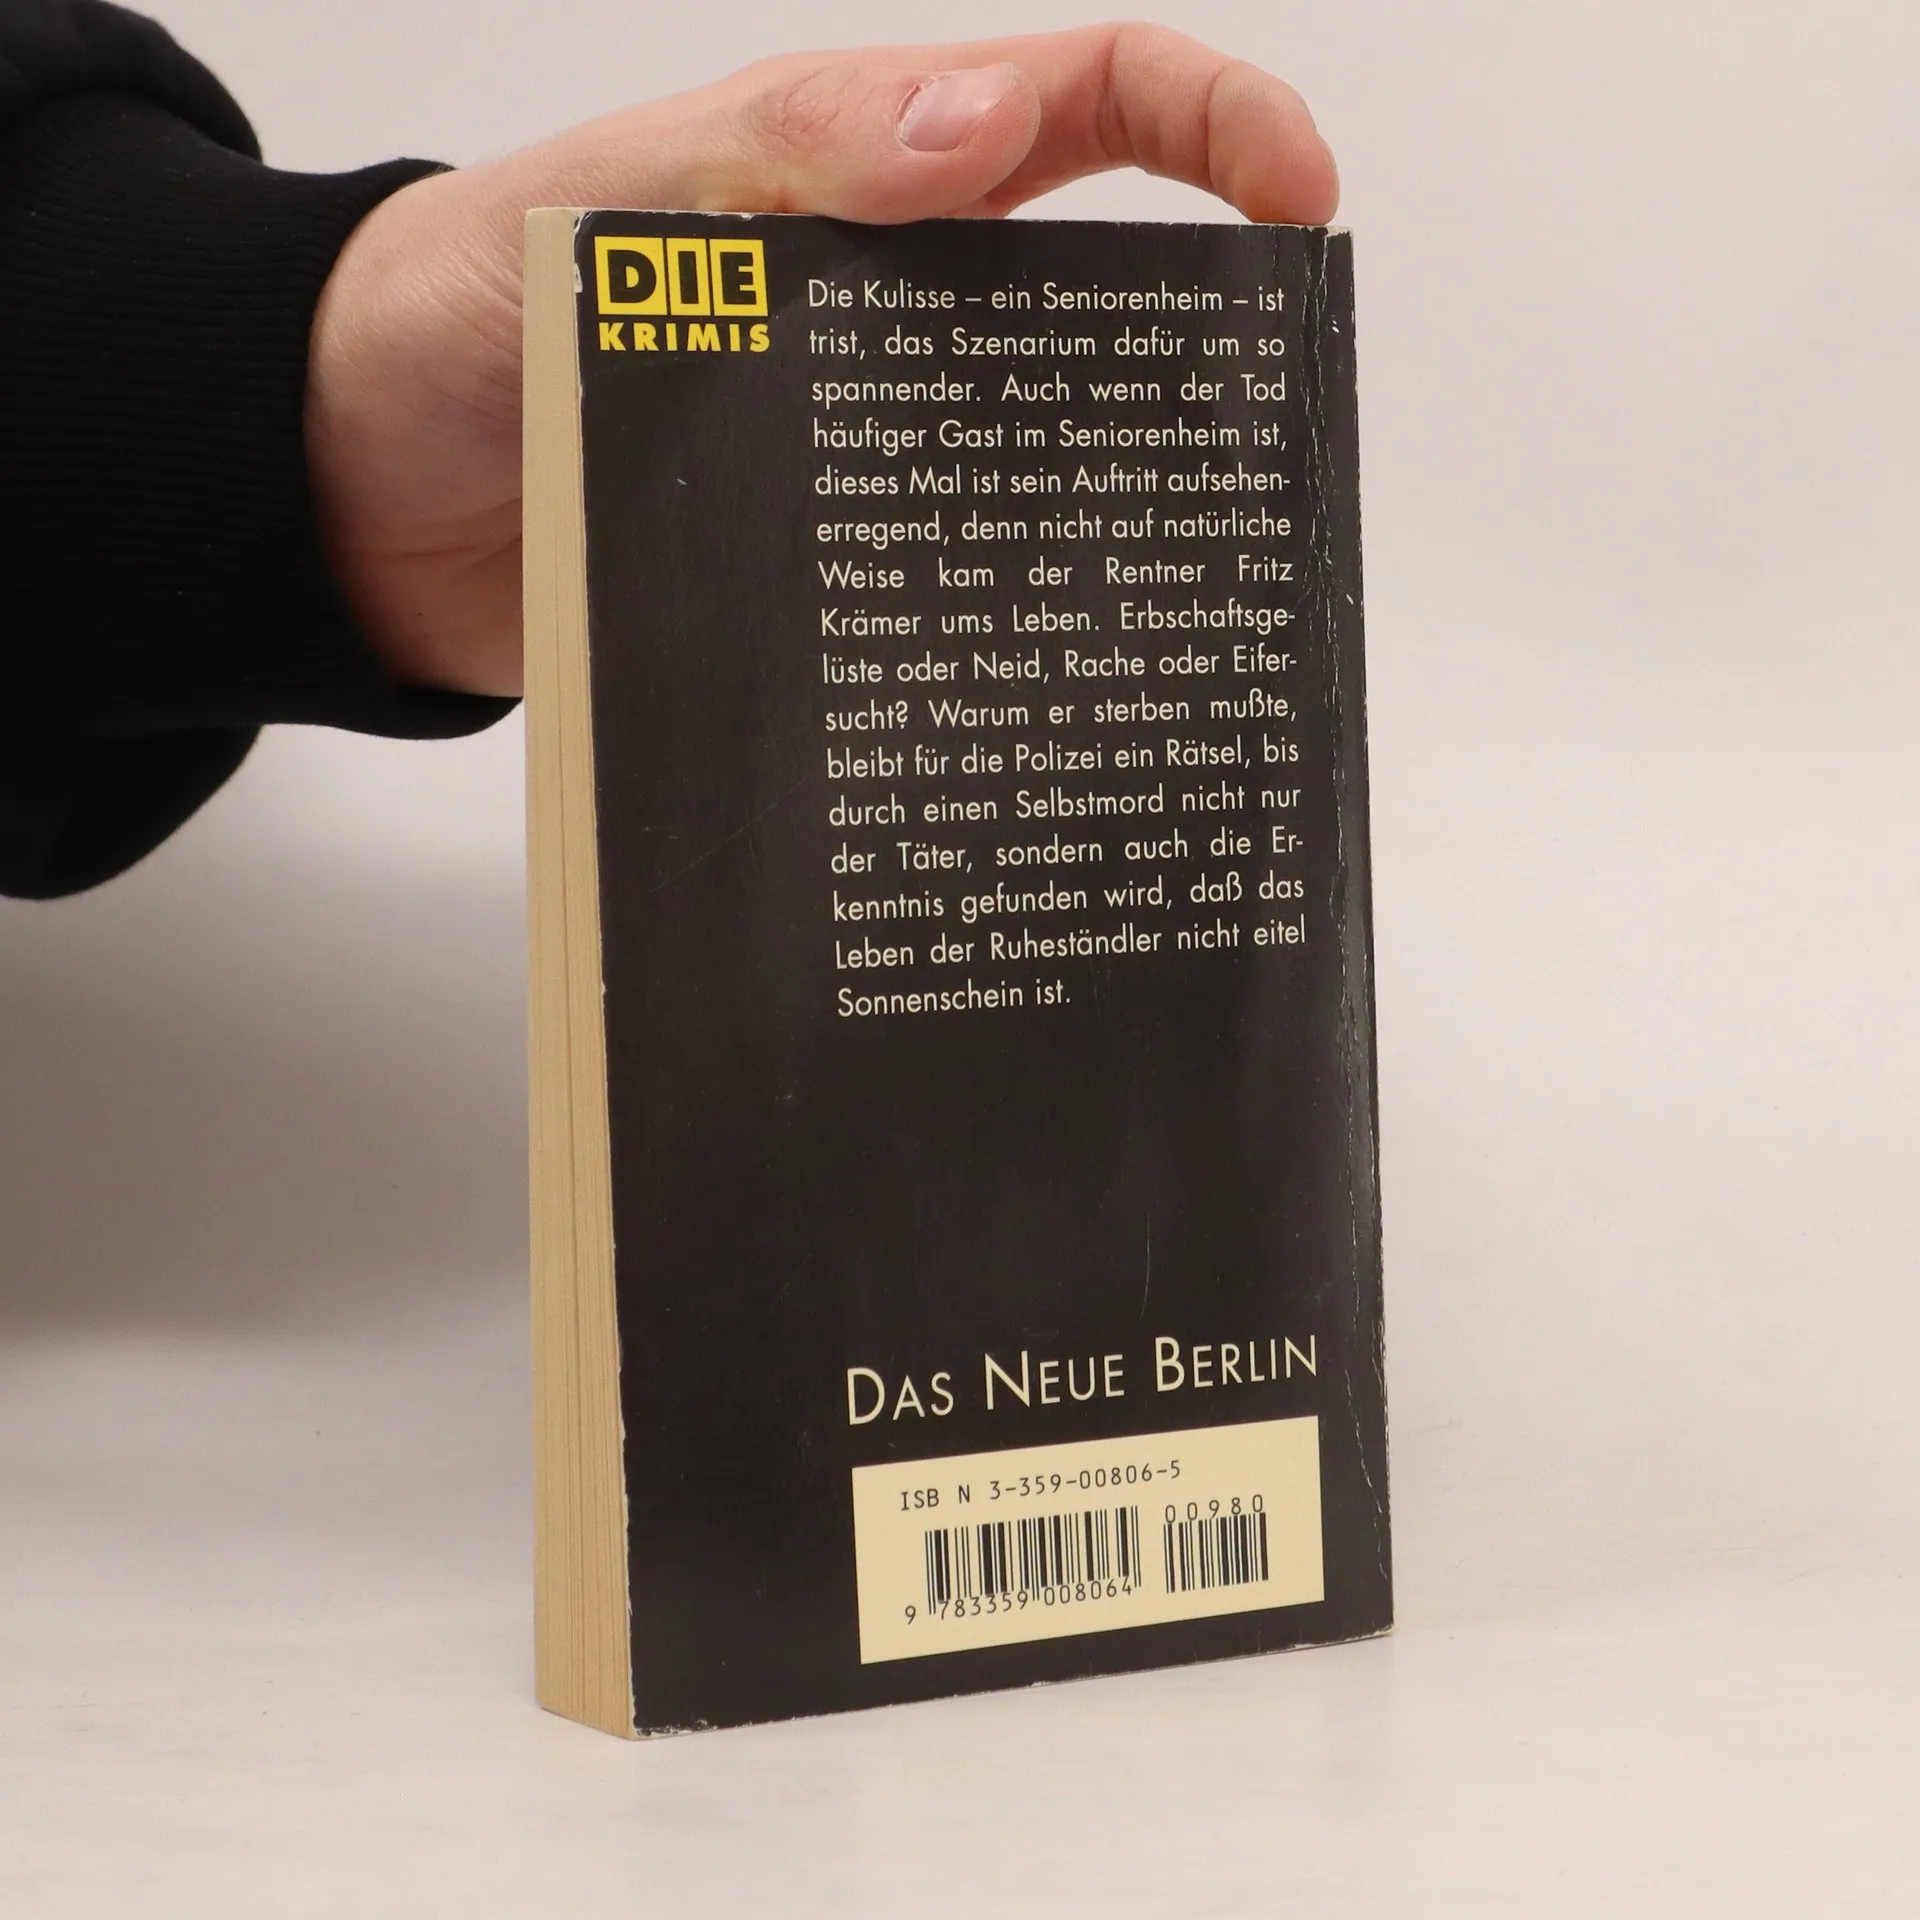 DIE
KRIMIS
Die Kulisse – ein Seniorenheim – ist
trist, das Szenarium dafür um so
spannender. Auch wenn der Tod
häufiger Gast im Seniorenheim ist,
dieses Mal ist sein Auftritt aufsehen-
erregend, denn nicht auf natürliche
Weise kam der Rentner Fritz
Krämer ums Leben. Erbschaftsge-
lüste oder Neid, Rache oder Eifer-
sucht? Warum er sterben mußte,
bleibt für die Polizei ein Rätsel, bis
durch einen Selbstmord nicht nur
der Täter, sondern auch die Er-
kenntnis gefunden wird, daß das
Leben der Ruheständler nicht eitel
Sonnenschein ist.
DAS NEUE BERLIN
ISB N 3-359-00806-5
00980
9 783359 008064